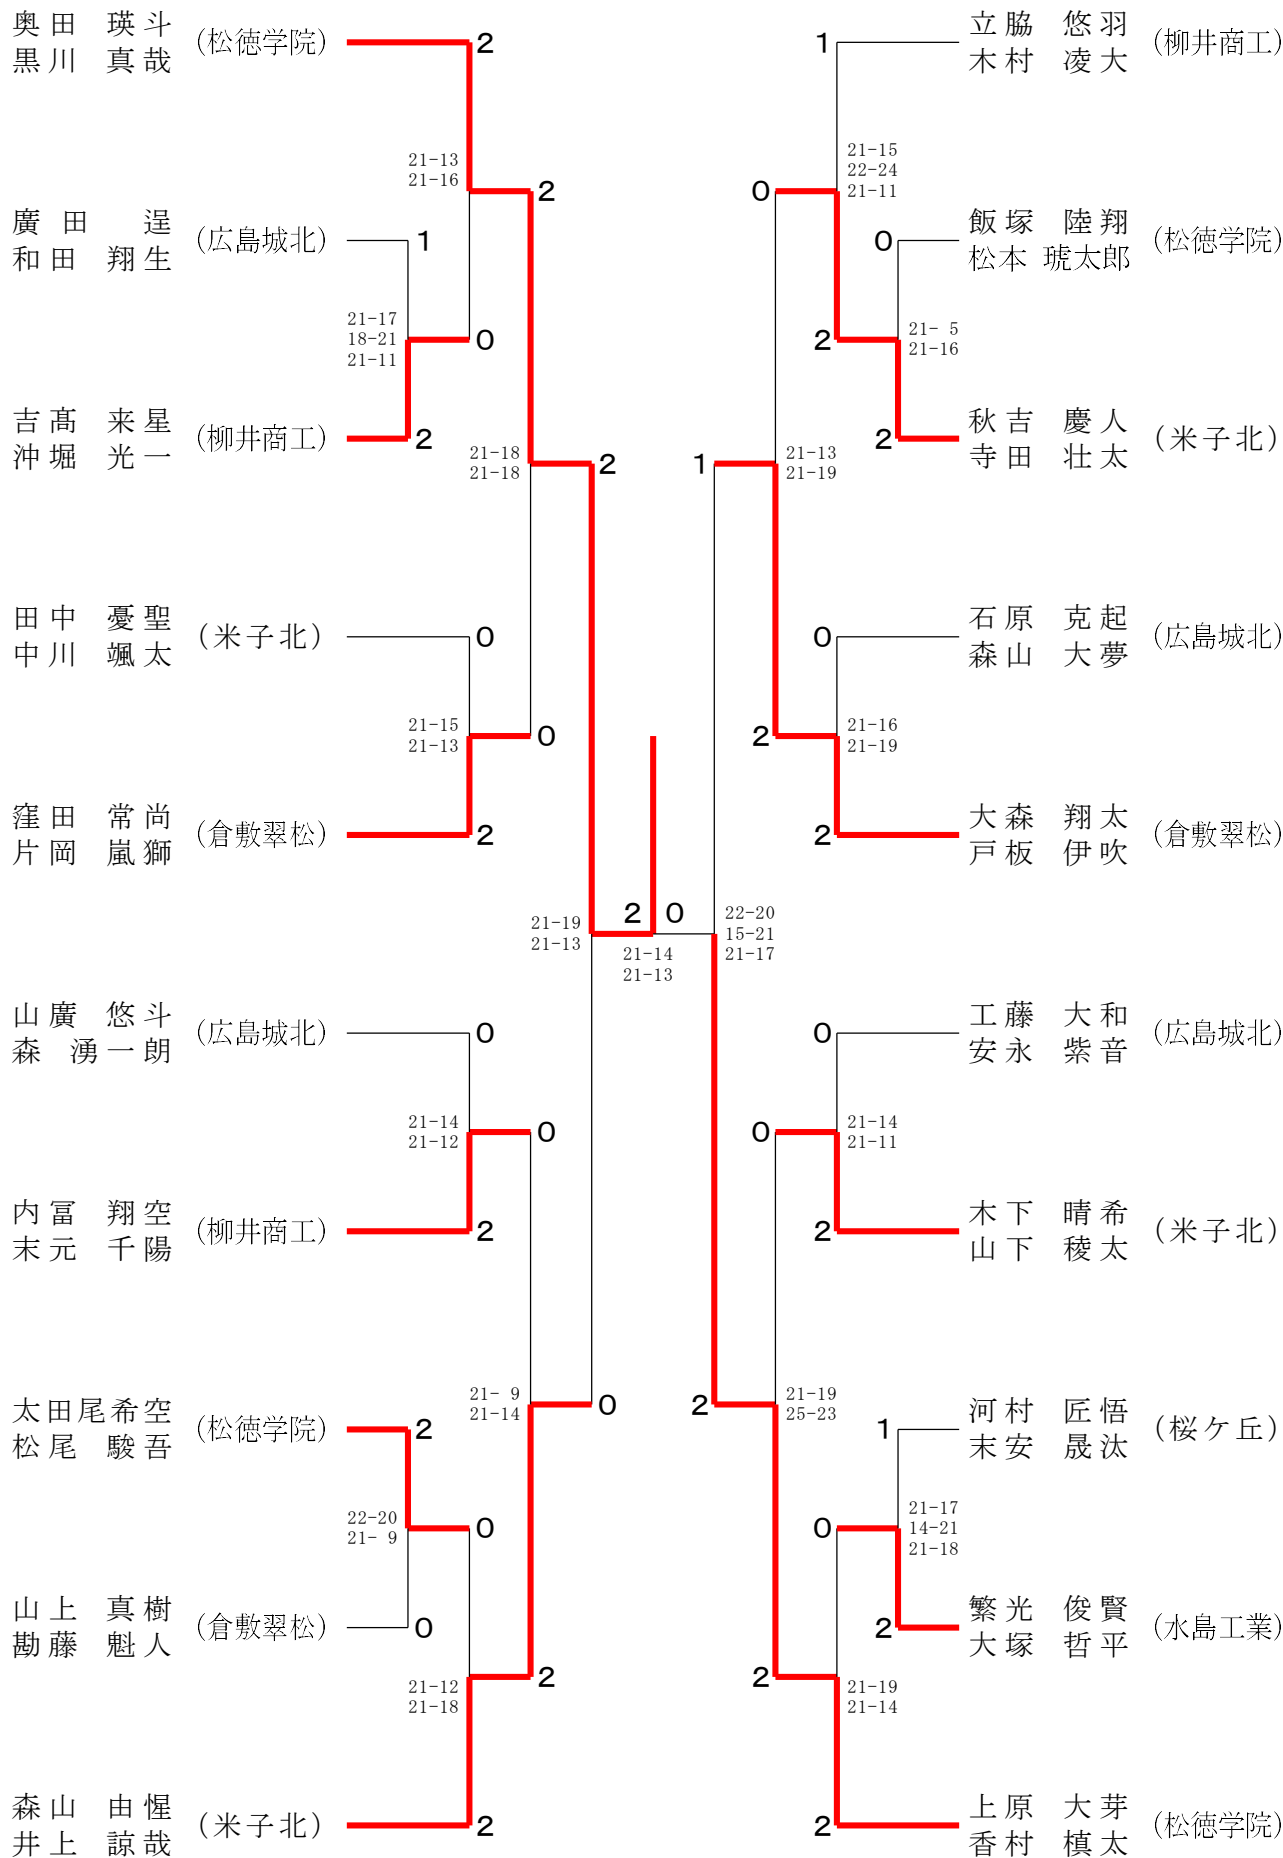 奥田 瑛斗
黒川 真哉
(松徳学院)
2
21-13
21-16
2
廣田 逞
和田 翔生
(広島城北)
1
21-17
18-21
21-11
0
吉髙 来星
沖堀 光一
(柳井商工)
2
21-18
21-18
2
田中 憂聖
中川 颯太
(米子北)
0
21-15
21-13
0
窪田 常尚
片岡 嵐獅
(倉敷翠松)
2
21-19
21-13
2
0
21-14
21-13
山廣 悠斗
森 湧一朗
(広島城北)
0
21-14
21-12
0
内冨 翔空
末元 千陽
(柳井商工)
2
21- 9
21-14
0
太田尾希空
松尾 駿吾
(松徳学院)
2
22-20
21- 9
0
山上 真樹
勘藤 魁人
(倉敷翠松)
0
21-12
21-18
2
森山 由惺
井上 諒哉
(米子北)
2
1
立脇 悠羽
木村 凌大
(柳井商工)
0
21-15
22-24
21-11
0
飯塚 陸翔
松本 琥太郎
(松徳学院)
2
21- 5
21-16
2
秋吉 慶人
寺田 壮太
(米子北)
1
21-13
21-19
0
石原 克起
森山 大夢
(広島城北)
2
21-16
21-19
2
大森 翔太
戸板 伊吹
(倉敷翠松)
22-20
15-21
21-17
0
工藤 大和
安永 紫音
(広島城北)
0
21-14
21-11
2
木下 晴希
山下 稜太
(米子北)
2
21-19
25-23
1
河村 匠悟
末安 晟汰
(桜ケ丘)
0
21-17
14-21
21-18
2
繁光 俊賢
大塚 哲平
(水島工業)
2
21-19
21-14
2
上原 大芽
香村 槙太
(松徳学院)